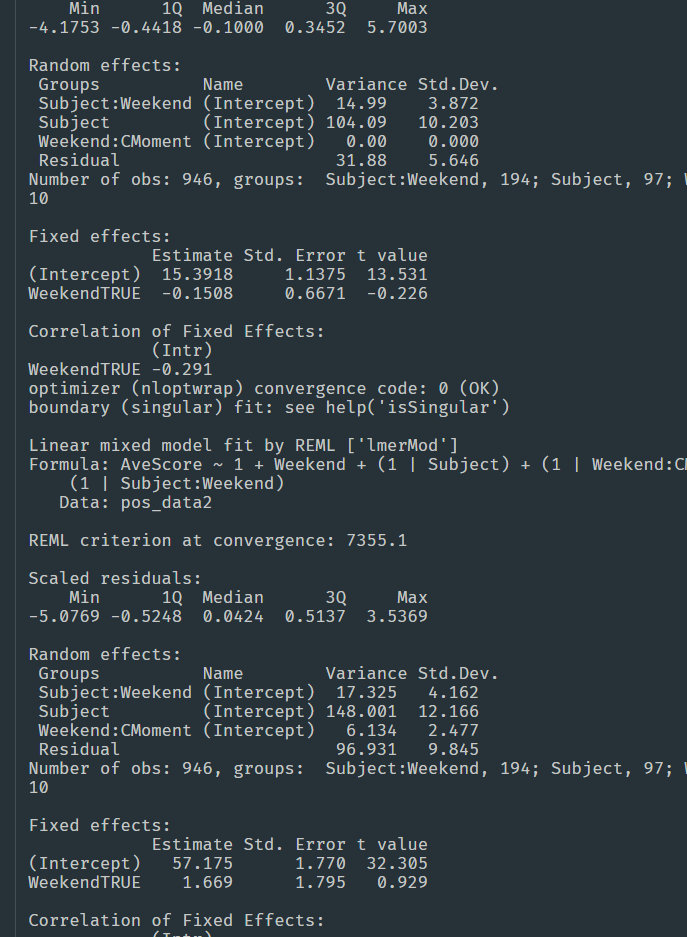 Min      1Q  Median      3Q     Max
-4.1753 -0.4418 -0.1000  0.3452  5.7003

Random effects:
 Groups          Name        Variance Std.Dev.
 Subject:Weekend (Intercept)  14.99    3.872
 Subject         (Intercept) 104.09   10.203
 Weekend:CMoment (Intercept)   0.00    0.000
 Residual                     31.88    5.646
Number of obs: 946, groups:  Subject:Weekend, 194; Subject, 97;
10

Fixed effects:
            Estimate Std. Error t value
(Intercept)  15.3918     1.1375  13.531
WeekendTRUE  -0.1508     0.6671  -0.226

Correlation of Fixed Effects:
            (Intr)
WeekendTRUE -0.291
optimizer (nloptwrap) convergence code: 0 (OK)
boundary (singular) fit: see help('isSingular')

Linear mixed model fit by REML ['lmerMod']
Formula: AveScore ~ 1 + Weekend + (1 | Subject) + (1 | Weekend:C
    (1 | Subject:Weekend)
   Data: pos_data2

REML criterion at convergence: 7355.1

Scaled residuals:
    Min      1Q  Median      3Q     Max
-5.0769 -0.5248  0.0424  0.5137  3.5369

Random effects:
 Groups          Name        Variance Std.Dev.
 Subject:Weekend (Intercept)  17.325   4.162
 Subject         (Intercept) 148.001  12.166
 Weekend:CMoment (Intercept)   6.134   2.477
 Residual                     96.931   9.845
Number of obs: 946, groups:  Subject:Weekend, 194; Subject, 97;
10

Fixed effects:
            Estimate Std. Error t value
(Intercept)   57.175      1.770  32.305
WeekendTRUE    1.669      1.795   0.929

Correlation of Fixed Effects: